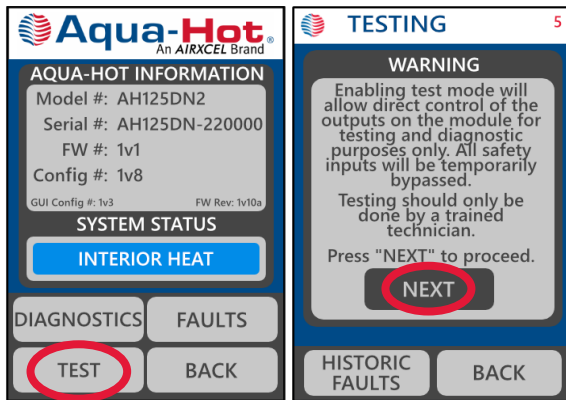 Aqua-Hot®
An AIRXCEL Brand
AQUA-HOT INFORMATION
Model #: AH125DN2
Serial #: AH125DN-220000
FW #: 1v1
Config #: 1v8
GUI Config #: 1v3 FW Rev: 1v10a
SYSTEM STATUS
INTERIOR HEAT
DIAGNOSTICS FAULTS
TEST BACK
TESTING 5
WARNING
Enabling test mode will
allow direct control of the
outputs on the module for
testing and diagnostic
purposes only. All safety
inputs will be temporarily
bypassed.
Testing should only be
done by a trained
technician.
Press "NEXT" to proceed.
NEXT
HISTORIC
FAULTS
BACK